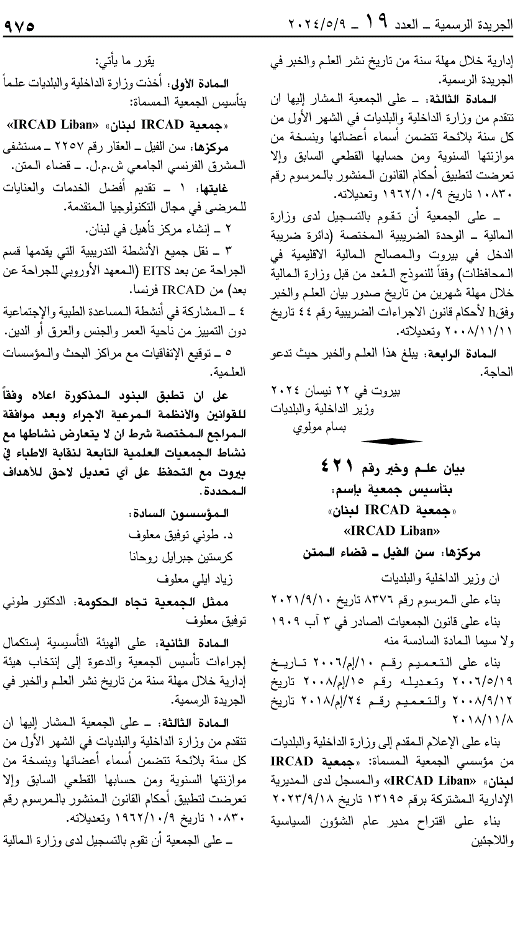 الجريدة الرسمية ــ العدد ١٩ ــ ٢٠٢٤/٥/٩
٩٧٥
إدارية خلال مهلة سنة من تاريخ نشر العلم والخبر في
الجريدة الرسمية.
المادة الثالثة: ــ على الجمعية المشار إليها ان
تتقدم من وزارة الداخلية والبلديات في الشهر الأول من
كل سنة بلائحة تتضمن أسماء أعضائها وبنسخة من
موازنتها السنوية ومن حسابها القطعي السابق وإلا
تعرضت لتطبيق أحكام القانون المنشور بالمرسوم رقم
١٠٨٣٠ تاريخ ١٩٦٢/١٠/٩ وتعديلاته.
ــ على الجمعية أن تقوم بالتسجيل لدى وزارة
المالية ــ الوحدة الضريبية المختصة (دائرة ضريبة
الدخل في بيروت والمصالح المالية الاقليمية في
المحافظات) وفقاً للنموذج المُعد من قبل وزارة المالية
خلال مهلة شهرين من تاريخ صدور بيان العلم والخبر
وفقh لأحكام قانون الاجراءات الضريبية رقم ٤٤ تاريخ
٢٠٠٨/١١/١١ وتعديلاته.
المادة الرابعة: يبلغ هذا العلم والخبر حيث تدعو
الحاجة.
بيروت في ٢٢ نيسان ٢٠٢٤
وزير الداخلية والبلديات
بسام مولوي
بيان علم وخبر رقم ٤٢١
بتأسيس جمعية بإسم:
«جمعية IRCAD لبنان»
«IRCAD Liban»
مركزها: سن الفيل ــ قضاء المتن
ان وزير الداخلية والبلديات
بناء على المرسوم رقم ٨٣٧٦ تاريخ ٢٠٢١/٩/١٠
بناء على قانون الجمعيات الصادر في ٣ آب ١٩٠٩
ولا سيما المادة السادسة منه
بناء على التعميم رقم ١٠/إم/٢٠٠٦ تاريخ
٢٠٠٦/٥/١٩ وتعديله رقم ١٥/إم/٢٠٠٨ تاريخ
٢٠٠٨/٩/١٢ والتعميم رقم ٢٤/إم/٢٠١٨ تاريخ
٢٠١٨/١١/٨
بناء على الإعلام المقدم إلى وزارة الداخلية والبلديات
من مؤسسي الجمعية المسماة: «جمعية IRCAD
لبنان» «IRCAD Liban» والمسجل لدى المديرية
الإدارية المشتركة برقم ١٣١٩٥ تاريخ ٢٠٢٣/٩/١٨
بناء على اقتراح مدير عام الشؤون السياسية
واللاجئين
يقرر ما يأتي:
المادة الأولى: أخذت وزارة الداخلية والبلديات علماً
بتأسيس الجمعية المسماة:
«جمعية IRCAD لبنان» «IRCAD Liban»
مركزها: سن الفيل ــ العقار رقم ٢٢٥٧ ــ مستشفى
المشرق الفرنسي الجامعي ش.م.ل. ــ قضاء المتن.
غايتها: ١ ــ تقديم أفضل الخدمات والعنايات
للمرضى في مجال التكنولوجيا المتقدمة.
٢ ــ إنشاء مركز تأهيل في لبنان.
٣ ــ نقل جميع الأنشطة التدريبية التي يقدمها قسم
الجراحة عن بعد EITS (المعهد الأوروبي للجراحة عن
بعد) من IRCAD فرنسا.
٤ ــ المشاركة في أنشطة المساعدة الطبية والإجتماعية
دون التمييز من ناحية العمر والجنس والعرق أو الدين.
٥ ــ توقيع الإتفاقيات مع مراكز البحث والمؤسسات
العلمية.
على ان تطبق البنود المذكورة اعلاه وفقاً
للقوانين والأنظمة المرعية الاجراء وبعد موافقة
المراجع المختصة شرط ان لا يتعارض نشاطها مع
نشاط الجمعيات العلمية التابعة لنقابة الاطباء في
بيروت مع التحفظ على أي تعديل لاحق للأهداف
المحددة.
المؤسسون السادة:
د. طوني توفيق معلوف
كرستين جبرايل روحانا
زياد ايلي معلوف
ممثل الجمعية تجاه الحكومة: الدكتور طوني
توفيق معلوف
المادة الثانية: على الهيئة التأسيسية إستكمال
إجراءات تأسيس الجمعية والدعوة إلى إنتخاب هيئة
إدارية خلال مهلة سنة من تاريخ نشر العلم والخبر في
الجريدة الرسمية.
المادة الثالثة: ــ على الجمعية المشار إليها ان
تتقدم من وزارة الداخلية والبلديات في الشهر الأول من
كل سنة بلائحة تتضمن أسماء أعضائها وبنسخة من
موازنتها السنوية ومن حسابها القطعي السابق وإلا
تعرضت لتطبيق أحكام القانون المنشور بالمرسوم رقم
١٠٨٣٠ تاريخ ١٩٦٢/١٠/٩ وتعديلاته.
ــ على الجمعية أن تقوم بالتسجيل لدى وزارة المالية